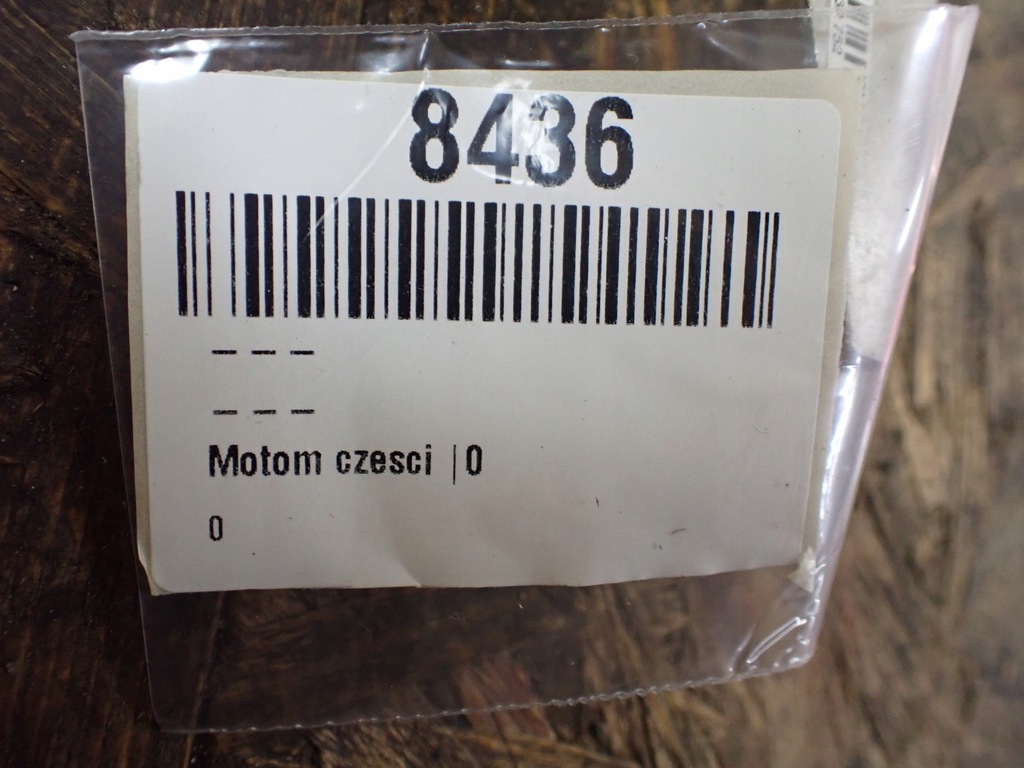 8436
---
---
Motom czesci |0
0